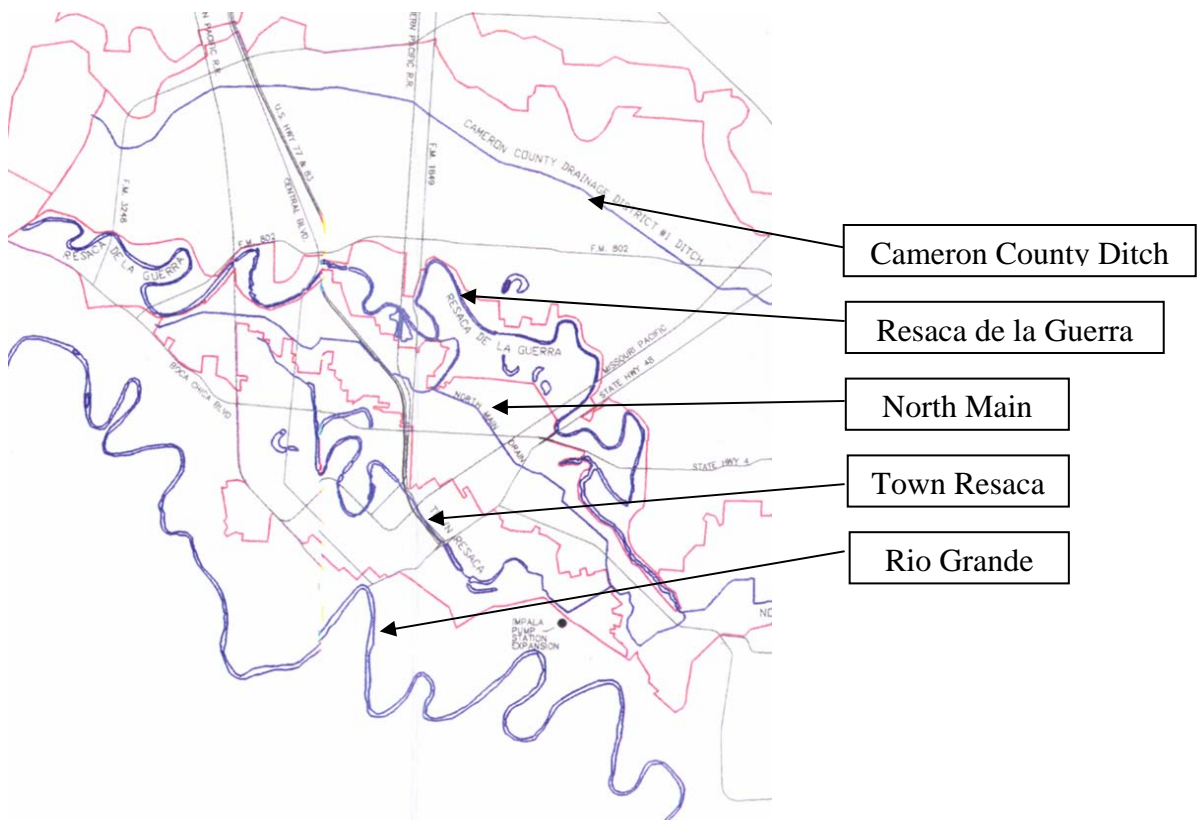 PACIFIC R.R.
U.S. HWY 77 & 83
PACIFIC R.R.
F.M. 1849
CAMERON COUNTY DRAINAGE DISTRICT #1 DITCH
F.M. 3248
CENTRAL BLVD.
F.M. 802
F.M. 802
RESACA
DE LA GUERRA
RESACA
DE LA GUERRA
MISSOURI PACIFIC
STATE HWY 48
BOCA CHICA BLVD
NORTH MAIN DRAIN
STATE HWY 4
TOWN RESACA
IMPALA
PUMP
STATION
EXPANSION
Cameron County Ditch
Resaca de la Guerra
North Main
Town Resaca
Rio Grande